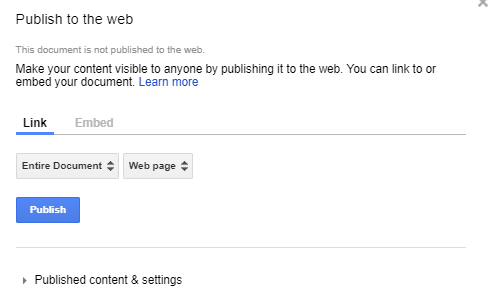 Publish to the web
This document is not published to the web.
Make your content visible to anyone by publishing it to the web. You can link to or
embed your document. Learn more
Link Embed
Entire Document Web page
Publish
Published content & settings